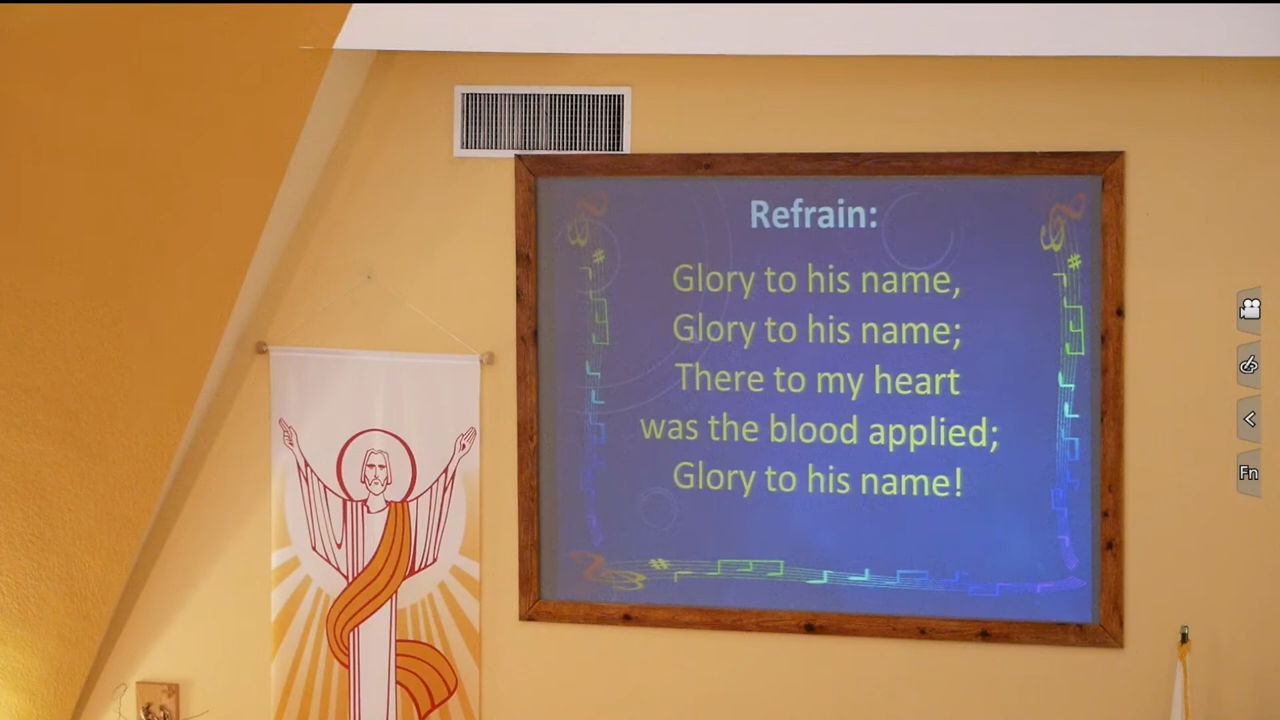 Refrain:
Glory to his name,
Glory to his name;
There to my heart
was the blood applied;
Glory to his name!
Fn